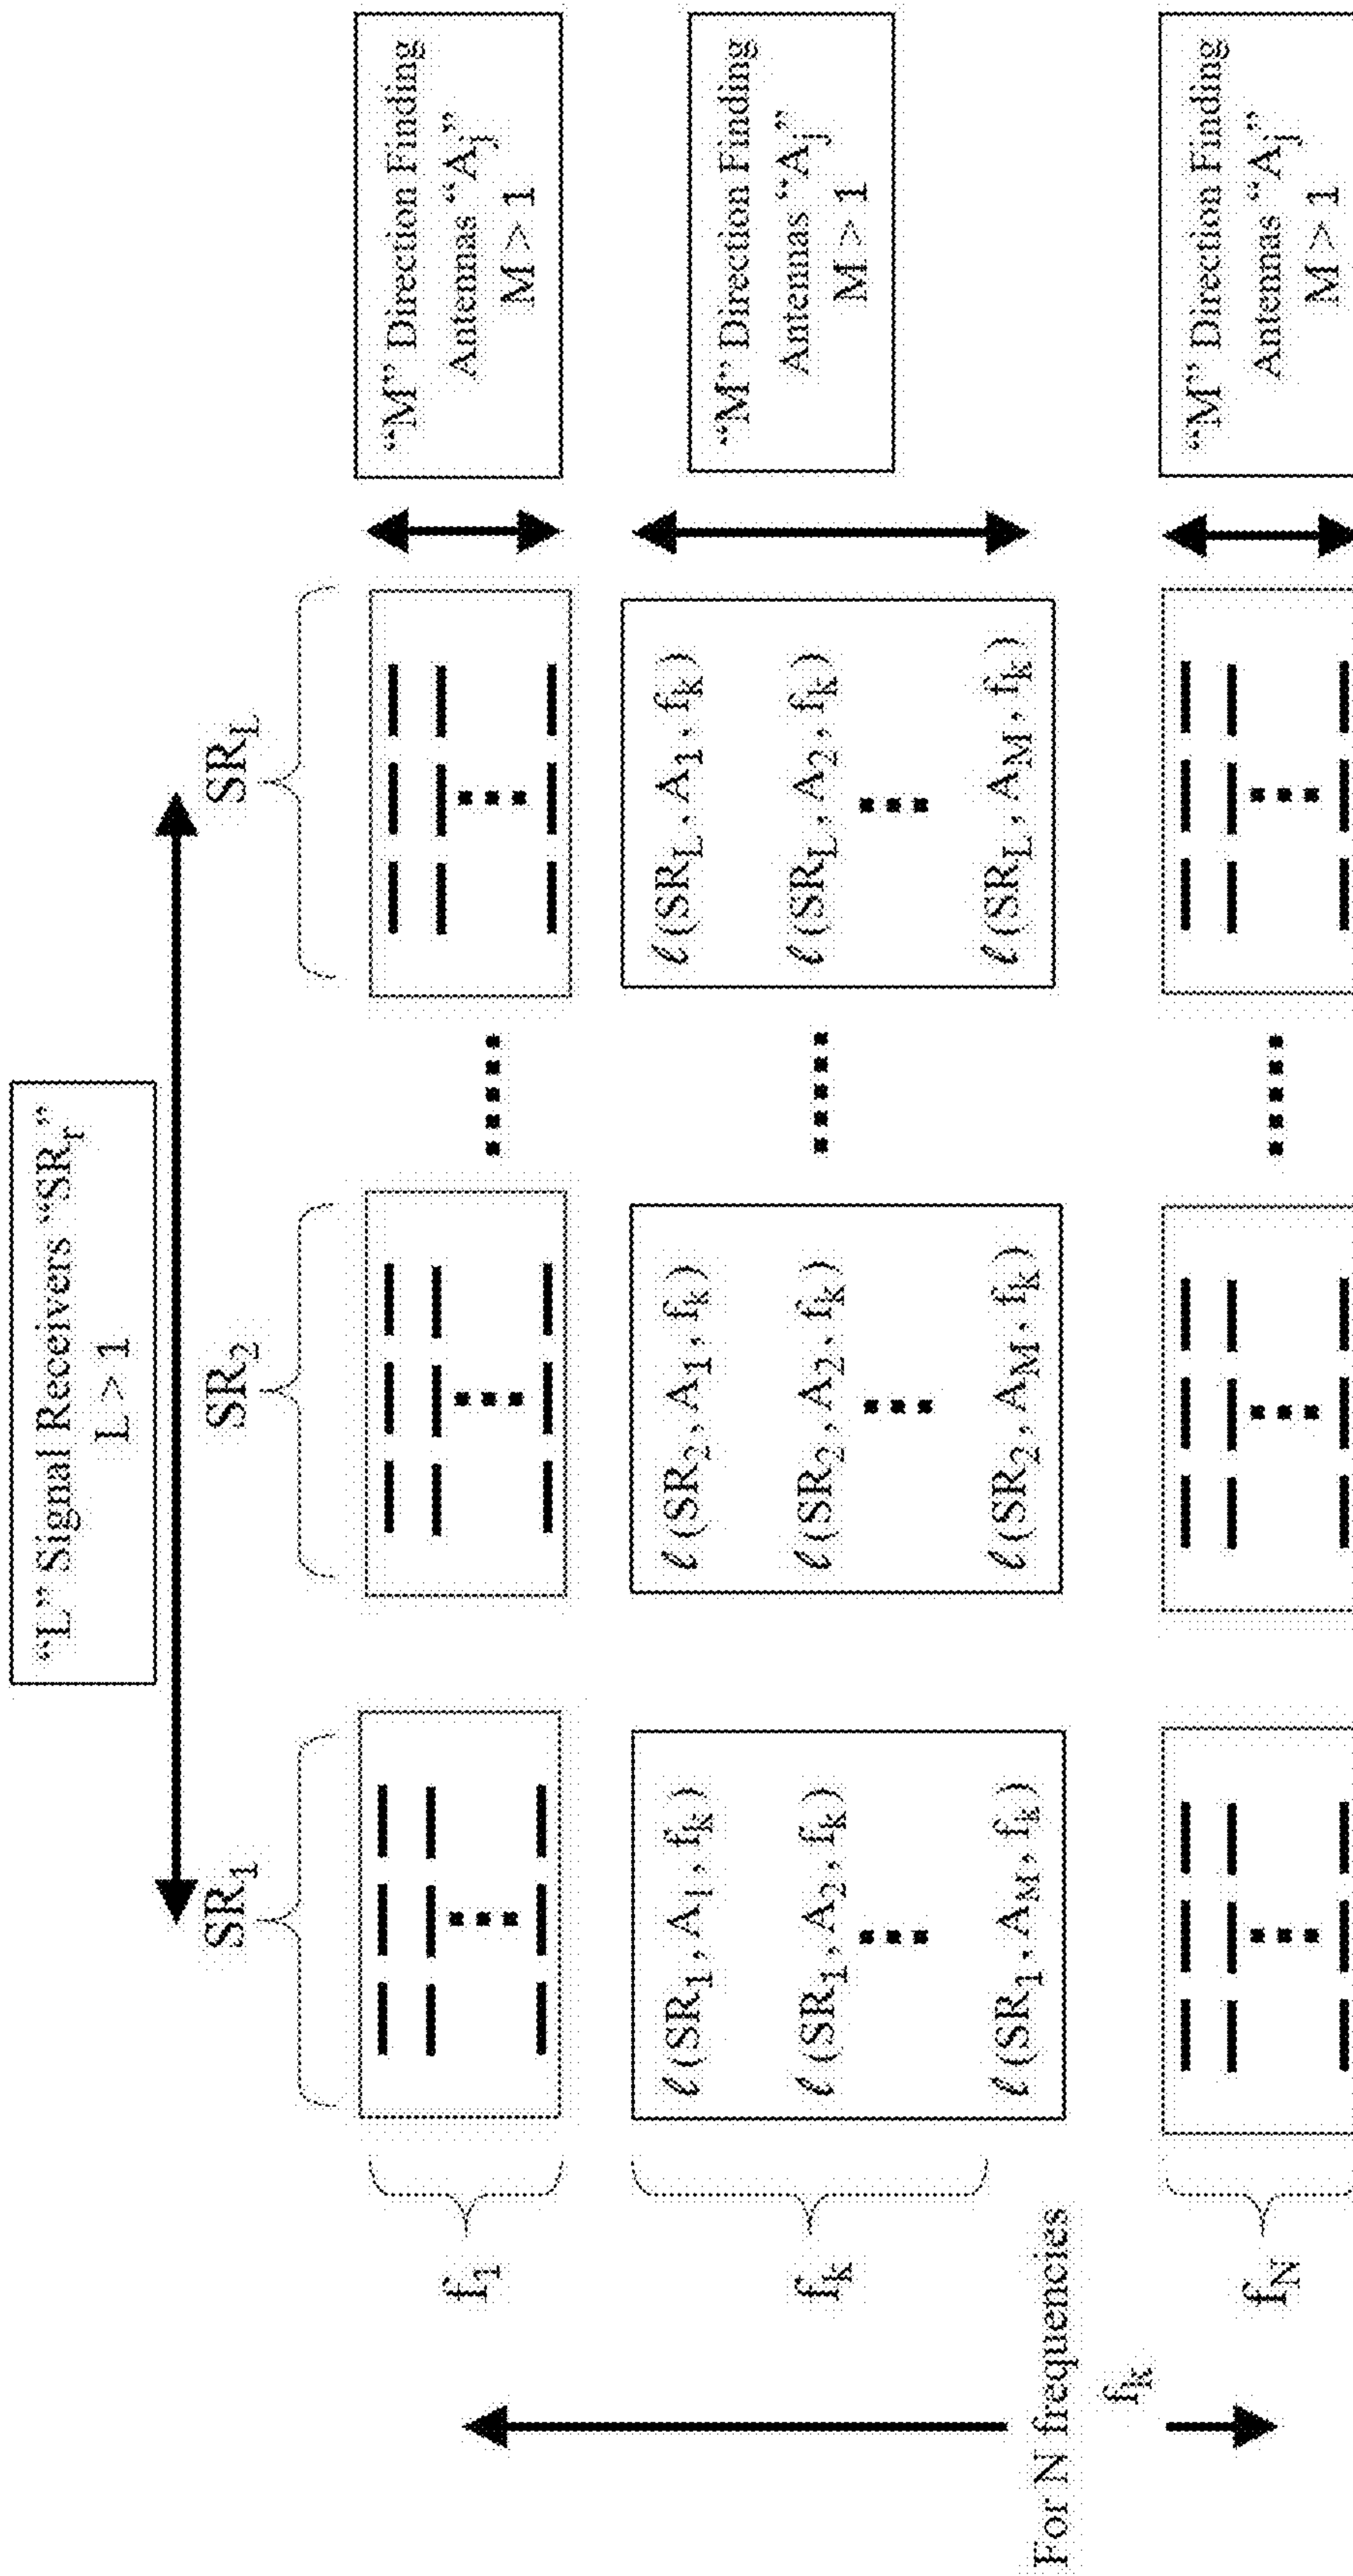 “L” Signal Receivers “SRr”
L > 1
SR1
SR2
SRL
f1
“M” Direction Finding
Antennas “Aj”
M > 1
fk
ℓ (SR1, A1, fk)
ℓ (SR1, A2, fk)
ℓ (SR1, AM, fk)
ℓ (SR2, A1, fk)
ℓ (SR2, A2, fk)
ℓ (SR2, AM, fk)
ℓ (SRL, A1, fk)
ℓ (SRL, A2, fk)
ℓ (SRL, AM, fk)
“M” Direction Finding
Antennas “Aj”
M > 1
For N frequencies
fk
fN
“M” Direction Finding
Antennas “Aj”
M > 1